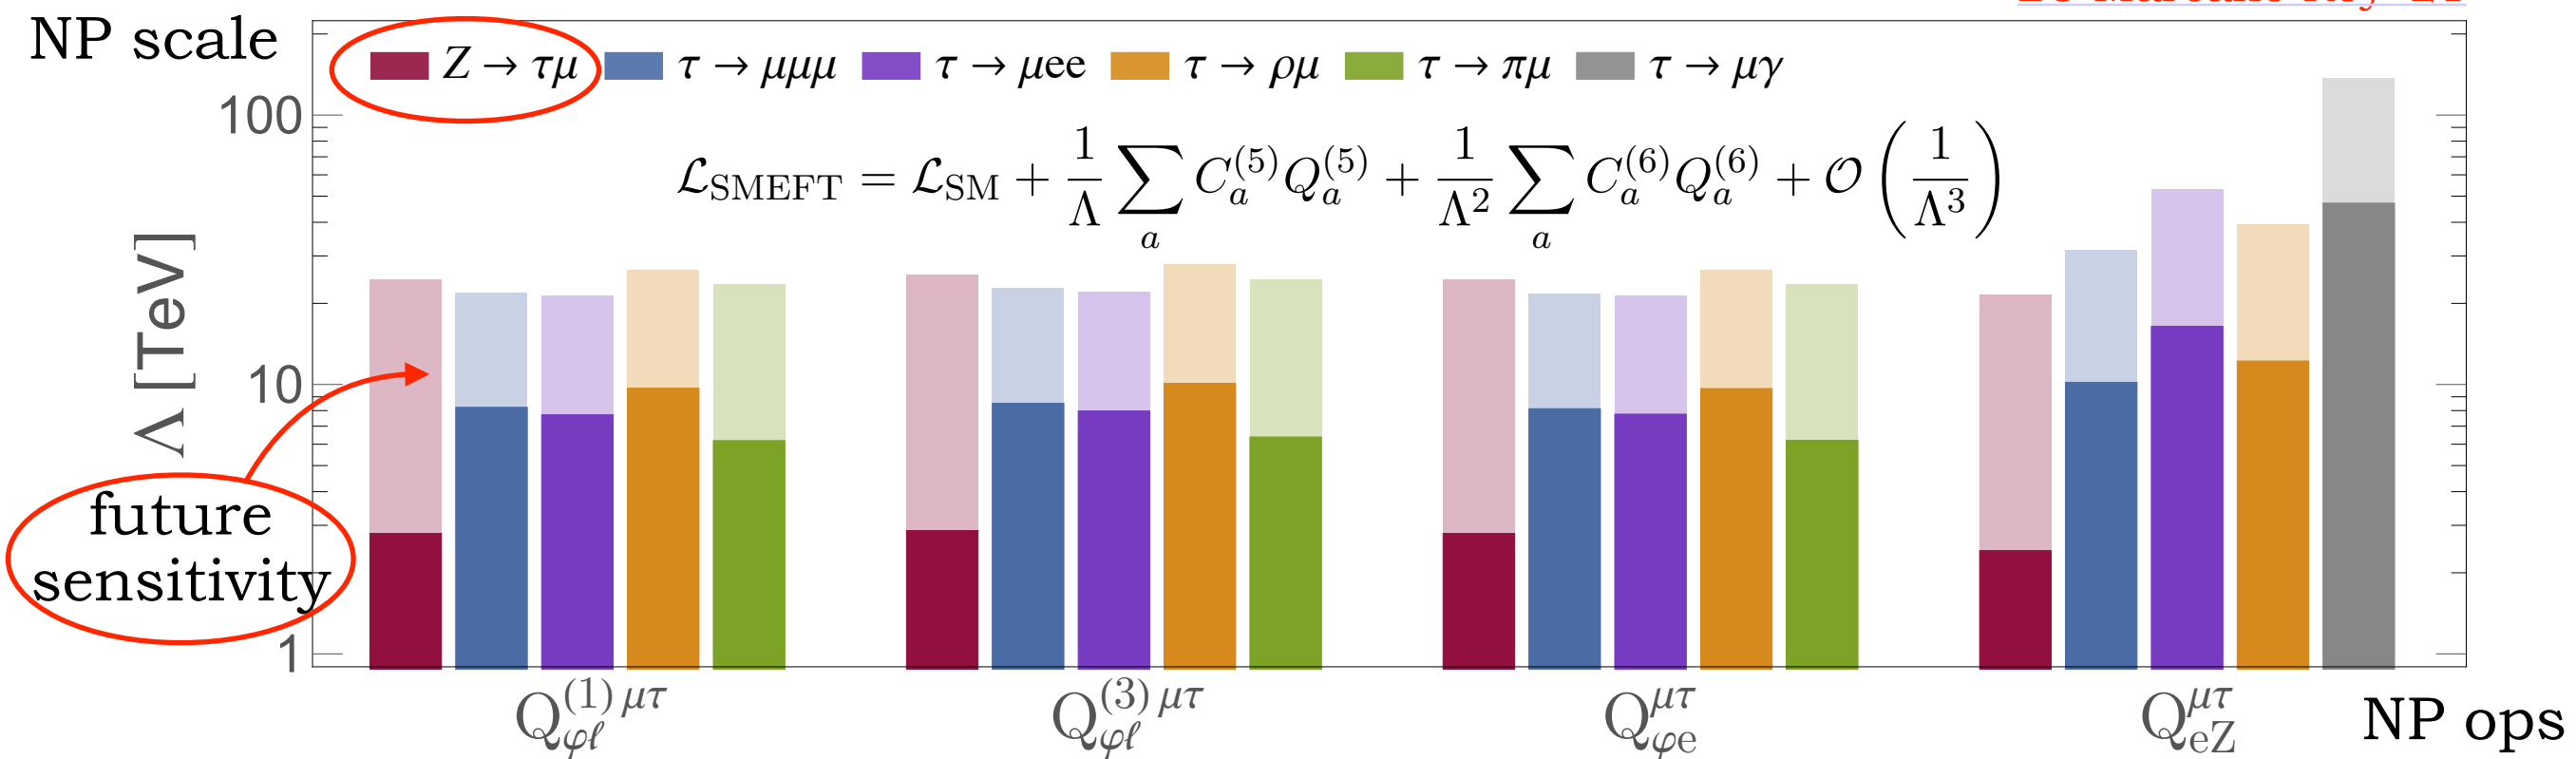 NP scale
Z → τμ τ → μμμ τ → μee τ → ρμ τ → πμ τ → μγ
100
ℒ_SMEFT = ℒ_SM + 1/Λ ∑_a C_a^(5) Q_a^(5) + 1/Λ² ∑_a C_a^(6) Q_a^(6) + 𝒪(1/Λ³)
Λ [TeV]
10
future
sensitivity
1
Q_φℓ^(1) μτ Q_φℓ^(3) μτ Q_φe^μτ Q_eZ^μτ NP ops